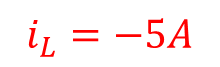 i_L = −5A